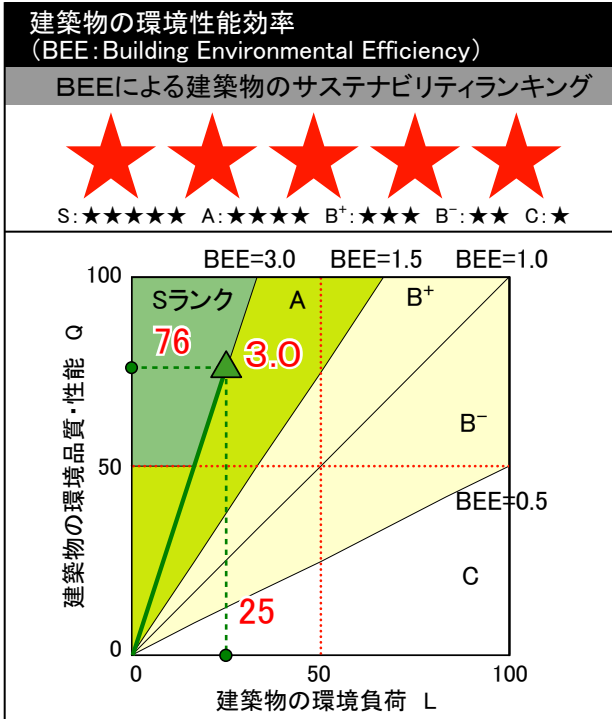 建築物の環境性能効率
（BEE：Building Environmental Efficiency）
BEEによる建築物のサステナビリティランキング
S：★★★★★ A：★★★★ B⁺：★★★ B⁻：★★ C：★
BEE=3.0 BEE=1.5 BEE=1.0
100
Sランク A B⁺
76 3.0
建築物の環境品質・性能 Q
B⁻
50
BEE=0.5
C
25
0
0 50 100
建築物の環境負荷 L